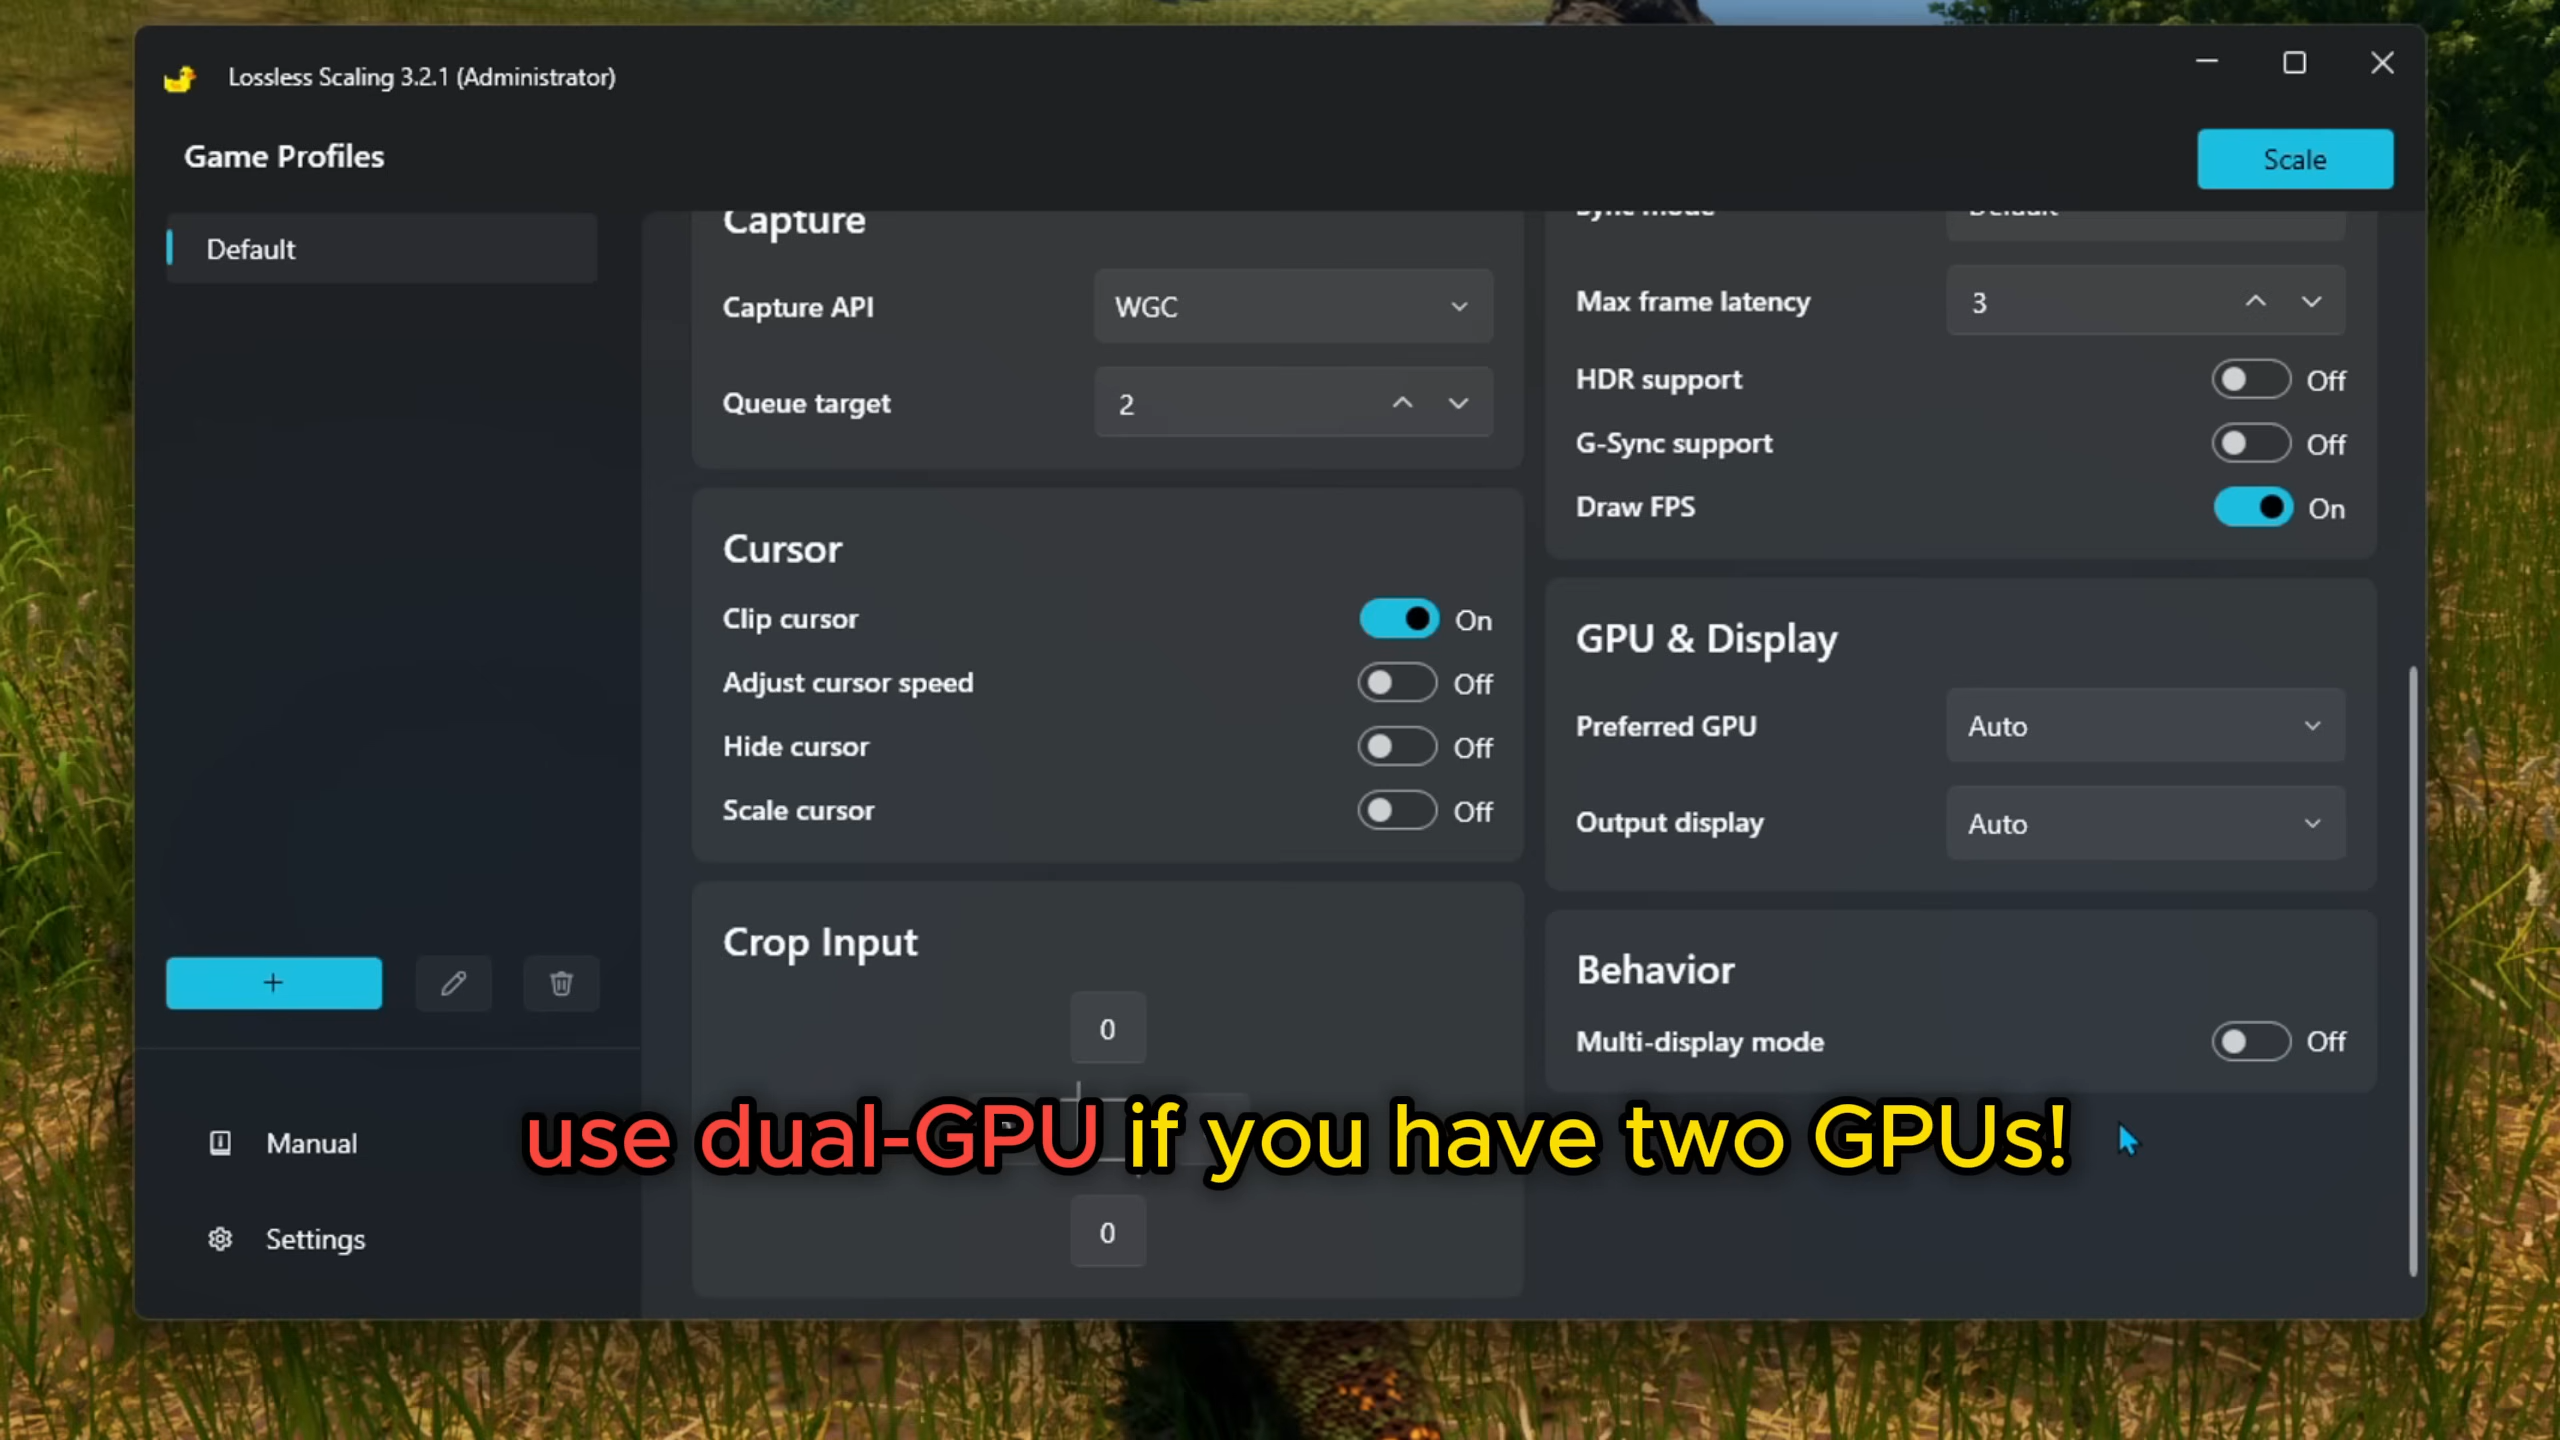 Lossless Scaling 3.2.1 (Administrator)
Game Profiles
Scale
Default
Capture
Capture API
WGC
Queue target
2
Cursor
Clip cursor
On
Adjust cursor speed
Off
Hide cursor
Off
Scale cursor
Off
Crop Input
0
0
Sync mode
Default
Max frame latency
3
HDR support
Off
G-Sync support
Off
Draw FPS
On
GPU & Display
Preferred GPU
Auto
Output display
Auto
Behavior
Multi-display mode
Off
Manual
Settings
use dual-GPU if you have two GPUs!